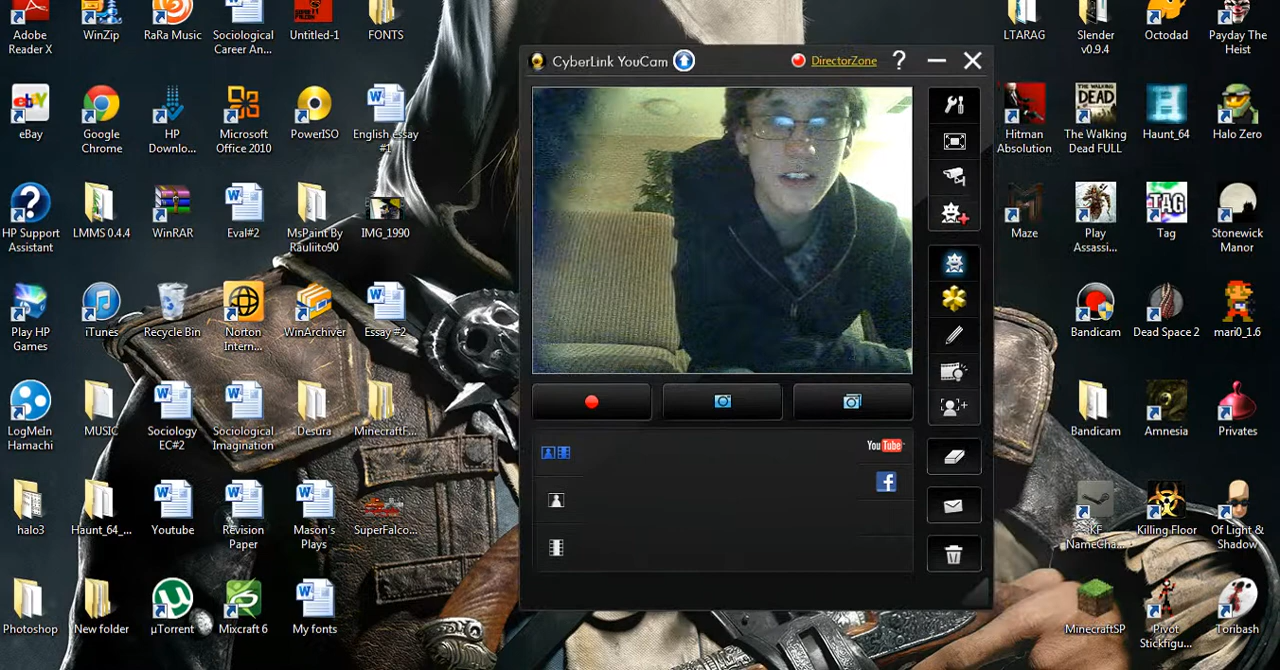 Adobe
Reader X
WinZip
RaRa Music
Sociological
Career An...
Untitled-1
FONTS
LTARAG
Slender
v0.9.4
Octodad
Payday The
Heist
CyberLink YouCam
DirectorZone
?
eBay
Google
Chrome
HP
Downlo...
Microsoft
Office 2010
PowerISO
English essay
#1
Hitman
Absolution
The Walking
Dead FULL
Haunt_64
Halo Zero
HP Support
Assistant
LMMS 0.4.4
WinRAR
Eval#2
MsPaint By
Rauliito90
IMG_1990
Maze
Play
Assassi...
TAG
Tag
Stonewick
Manor
Play HP
Games
iTunes
Recycle Bin
Norton
Intern...
WinArchiver
Essay #2
Bandicam
Dead Space 2
mari0_1.6
LogMeIn
Hamachi
MUSIC
Sociology
EC#2
Sociological
Imagination
Desura
MinecraftF...
Bandicam
Amnesia
Privates
YouTube
halo3
Haunt_64_...
Youtube
Revision
Paper
Mason's
Plays
SuperFalco...
KF
NameCha...
Killing Floor
Of Light &
Shadow
Photoshop
New folder
µTorrent
Mixcraft 6
My fonts
MinecraftSP
Pivot
Stickfigu...
Toribash